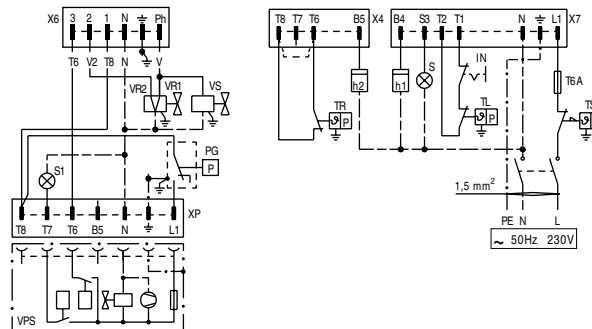 X6 3 2 1 N Ph
T6 V2 T8 N V
VR2 VR1 VS
S1
PG
P
XP
T8 T7 T6 B5 N L1
VPS
T8 T7 T6 B5 X4
B4 S3 T2 T1 N L1 X7
IN
T6A
h2 h1 S
TR P
TL P
TS P
1,5 mm²
PE N L
~ 50Hz 230V